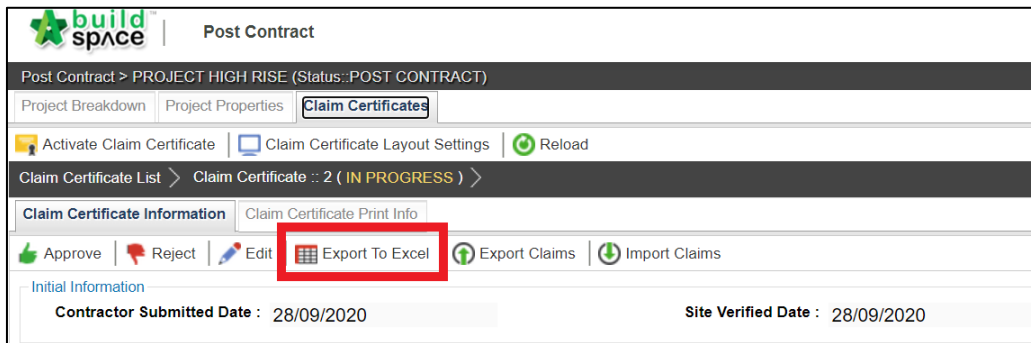 build space Post Contract
Post Contract > PROJECT HIGH RISE (Status::POST CONTRACT)
Project Breakdown Project Properties Claim Certificates
Activate Claim Certificate Claim Certificate Layout Settings Reload
Claim Certificate List Claim Certificate :: 2 ( IN PROGRESS )
Claim Certificate Information Claim Certificate Print Info
Approve Reject Edit Export To Excel Export Claims Import Claims
Initial Information
Contractor Submitted Date : 28/09/2020 Site Verified Date : 28/09/2020